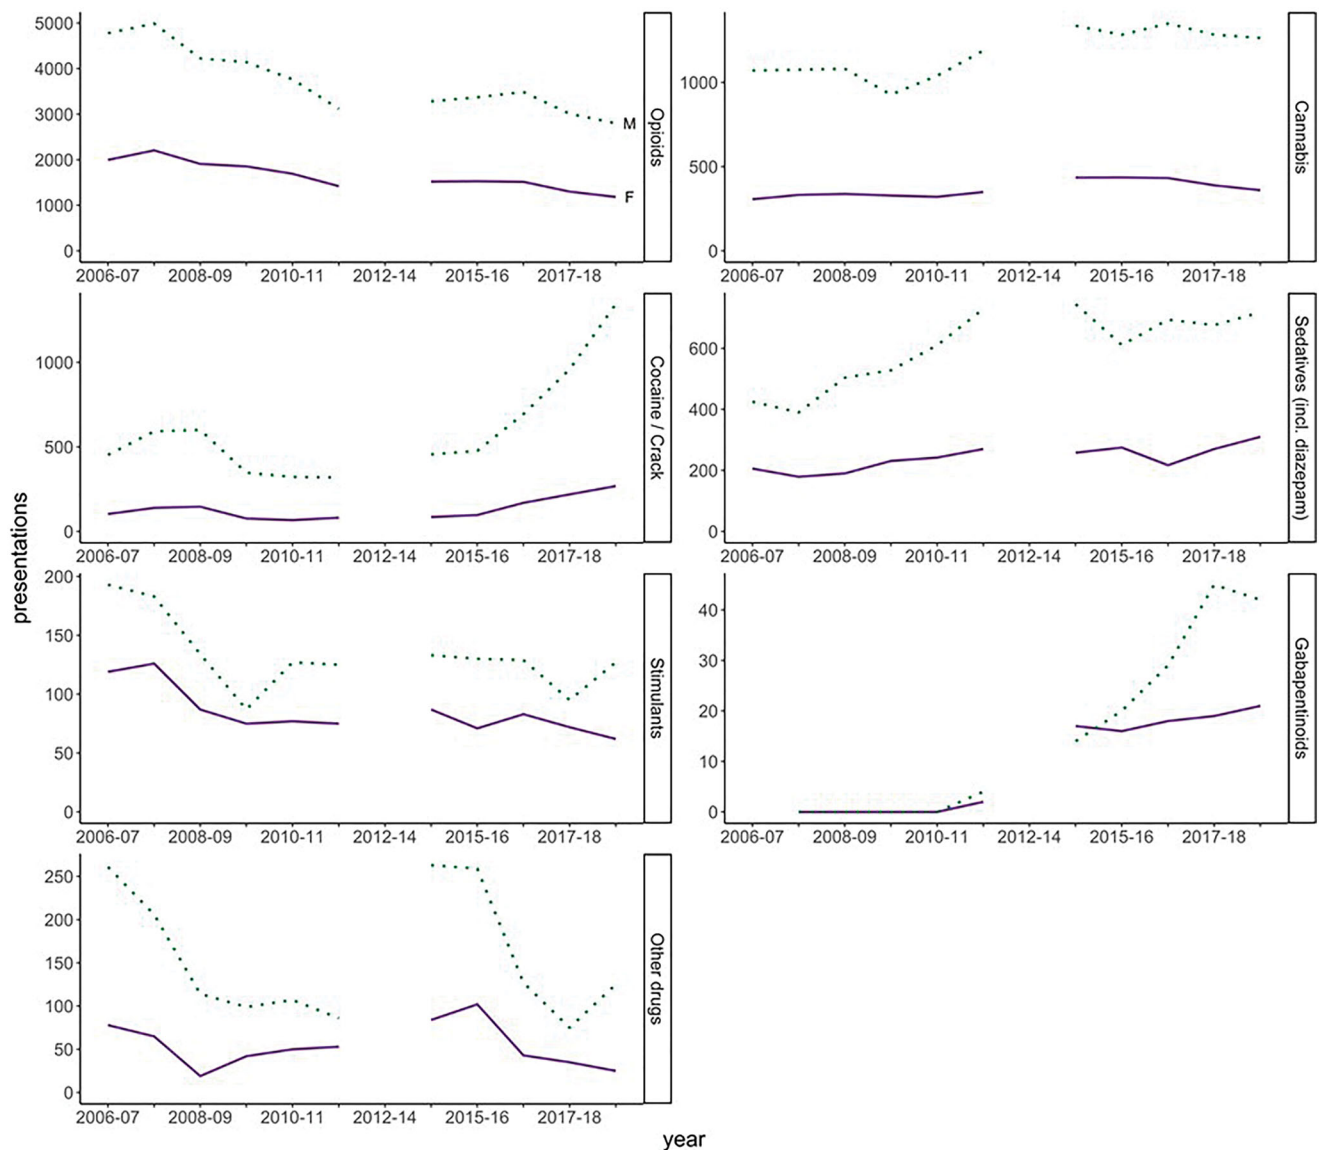 5000
4000
3000
2000
1000
0
M
F
Opioids
2006-07 2008-09 2010-11 2012-14 2015-16 2017-18
1000
500
0
Cannabis
2006-07 2008-09 2010-11 2012-14 2015-16 2017-18
1000
500
0
Cocaine / Crack
2006-07 2008-09 2010-11 2012-14 2015-16 2017-18
600
400
200
0
Sedatives (incl. diazepam)
2006-07 2008-09 2010-11 2012-14 2015-16 2017-18
presentations
200
150
100
50
0
Stimulants
2006-07 2008-09 2010-11 2012-14 2015-16 2017-18
40
30
20
10
0
Gabapentinoids
2006-07 2008-09 2010-11 2012-14 2015-16 2017-18
250
200
150
100
50
0
Other drugs
2006-07 2008-09 2010-11 2012-14 2015-16 2017-18
year